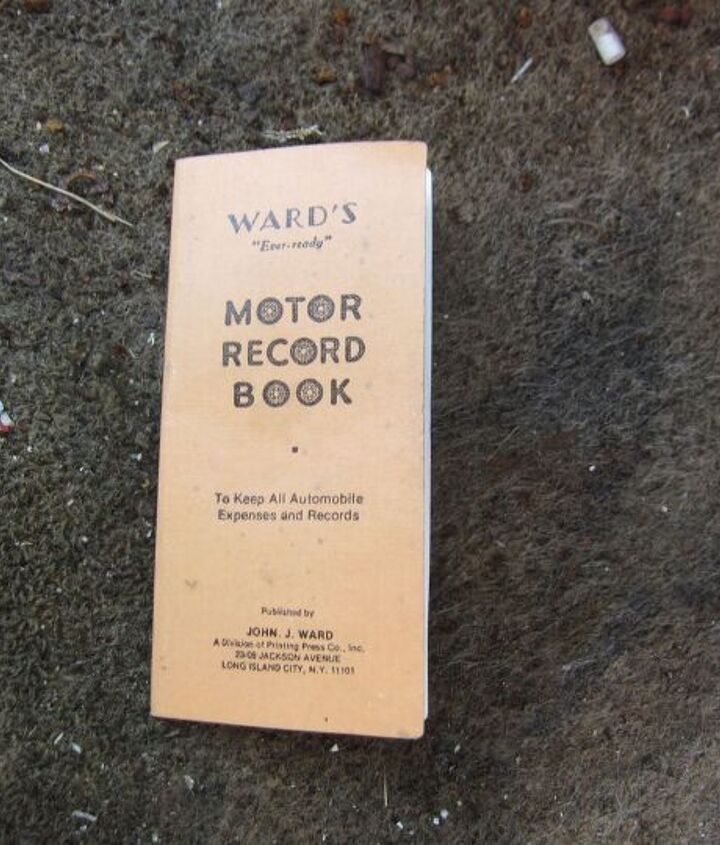 WARD'S
"Ever-ready"
MOTOR
RECORD
BOOK
To Keep All Automobile
Expenses and Records
Published by
JOHN. J. WARD
A Division of Printing Press Co., Inc.
23-08 JACKSON AVENUE
LONG ISLAND CITY, N.Y. 11101